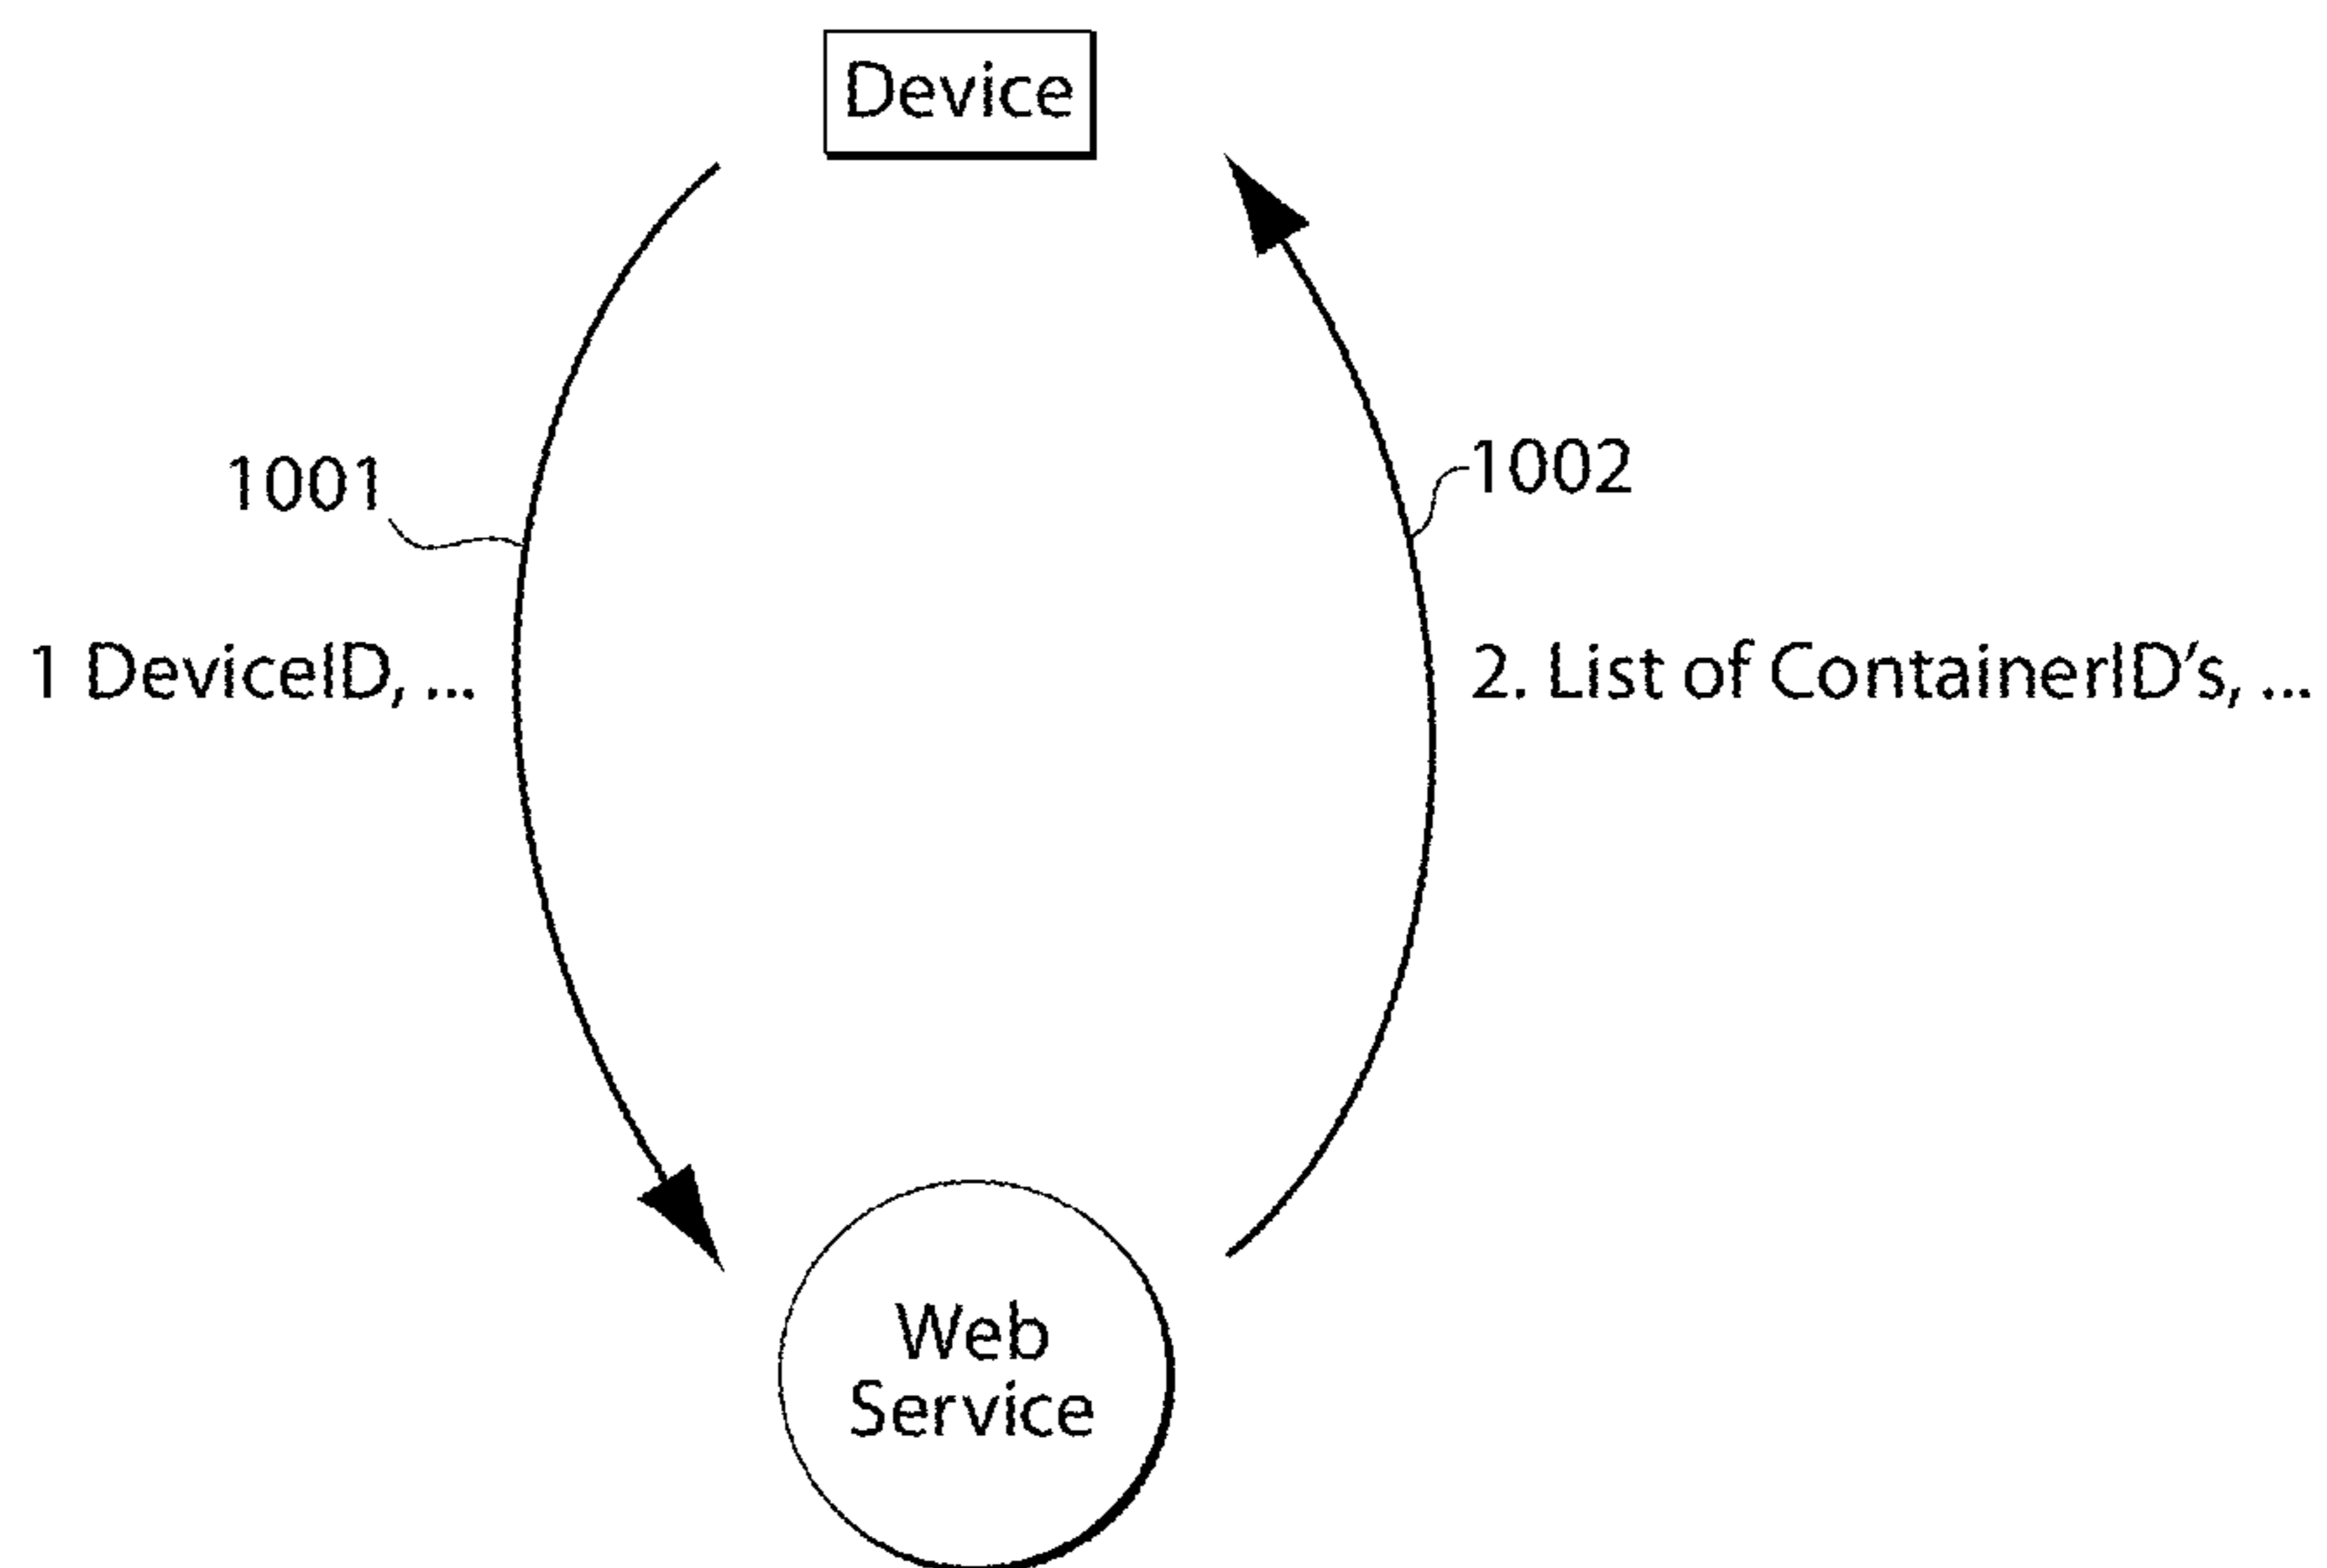 Device
1001
1002
1 DeviceID, ...
2. List of ContainerID's, ...
Web
Service